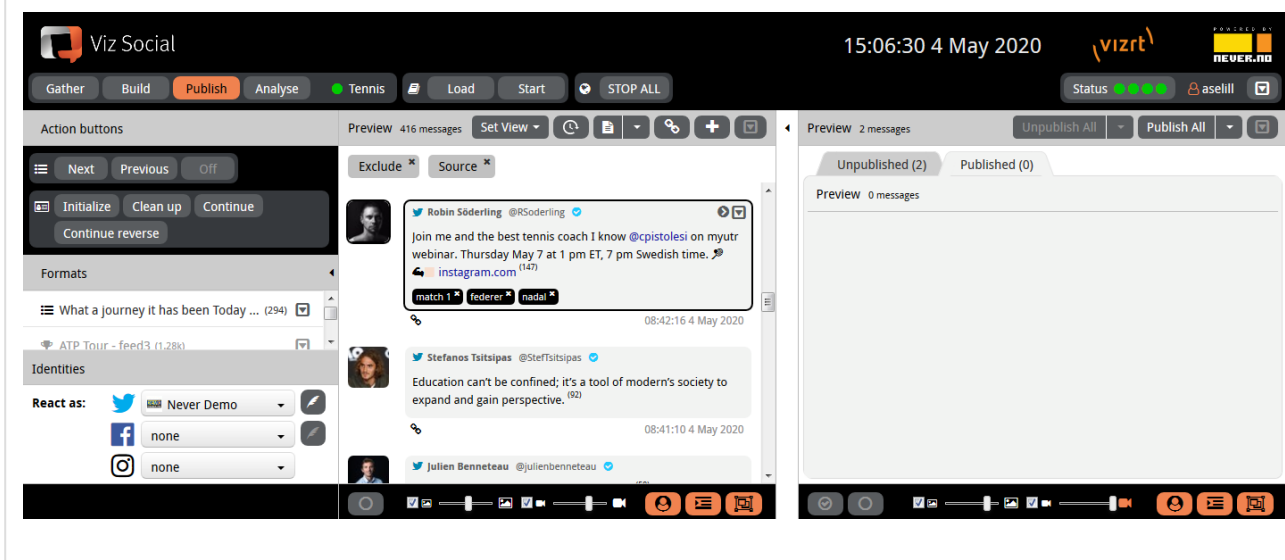 Viz Social
15:06:30 4 May 2020
vizrt
POWERED BY
NEVER.NO
Gather Build Publish Analyse Tennis Load Start STOP ALL
Status aselill
Action buttons
Next Previous Off
Initialize Clean up Continue
Continue reverse
Formats
What a journey it has been Today ... (294)
ATP Tour - feed3 (1,28k)
Identities
React as: Never Demo
none
none
Preview 416 messages Set View
Exclude × Source ×
Robin Söderling @RSoderling
Join me and the best tennis coach I know @cpistolesi on myutr
webinar. Thursday May 7 at 1 pm ET, 7 pm Swedish time.
instagram.com (147)
match 1 × federer × nadal ×
08:42:16 4 May 2020
Stefanos Tsitsipas @StefTsitsipas
Education can't be confined; it's a tool of modern's society to
expand and gain perspective. (92)
08:41:10 4 May 2020
Julien Benneteau @julienbenneteau
Preview 2 messages Unpublish All Publish All
Unpublished (2) Published (0)
Preview 0 messages